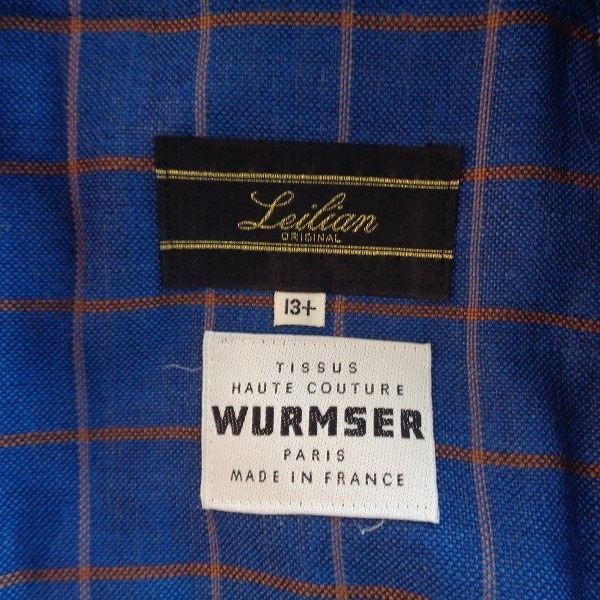 Leilian
ORIGINAL
13+
TISSUS
HAUTE COUTURE
WURMSER
PARIS
MADE IN FRANCE